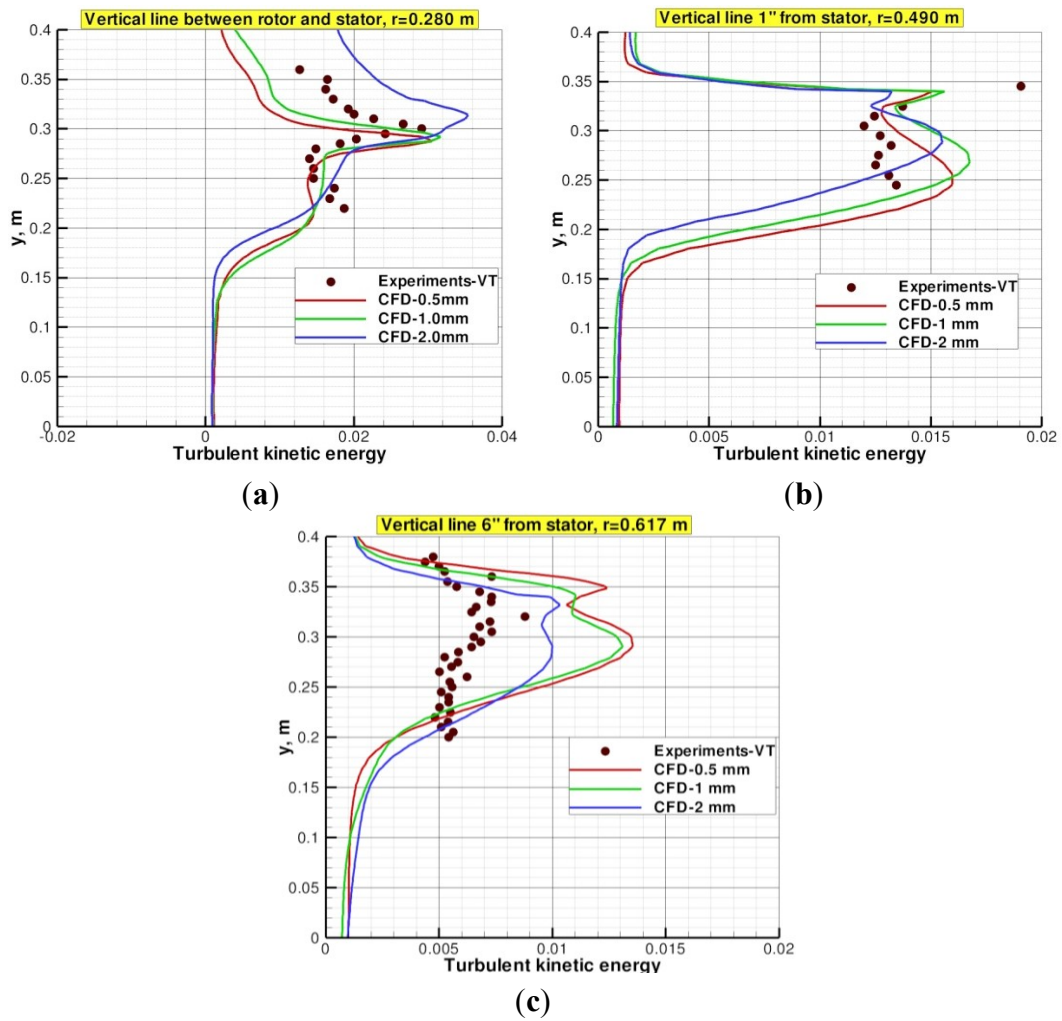 Vertical line between rotor and stator, r=0.280 m
0.4
0.35
0.3
0.25
0.2
0.15
0.1
0.05
0
y, m
Experiments-VT
CFD-0.5mm
CFD-1.0mm
CFD-2.0mm
-0.02 0 0.02 0.04
Turbulent kinetic energy
(a)
Vertical line 1" from stator, r=0.490 m
0.4
0.35
0.3
0.25
0.2
0.15
0.1
0.05
0
y, m
Experiments-VT
CFD-0.5 mm
CFD-1 mm
CFD-2 mm
0 0.005 0.01 0.015 0.02
Turbulent kinetic energy
(b)
Vertical line 6" from stator, r=0.617 m
0.4
0.35
0.3
0.25
0.2
0.15
0.1
0.05
0
y, m
Experiments-VT
CFD-0.5 mm
CFD-1 mm
CFD-2 mm
0 0.005 0.01 0.015 0.02
Turbulent kinetic energy
(c)